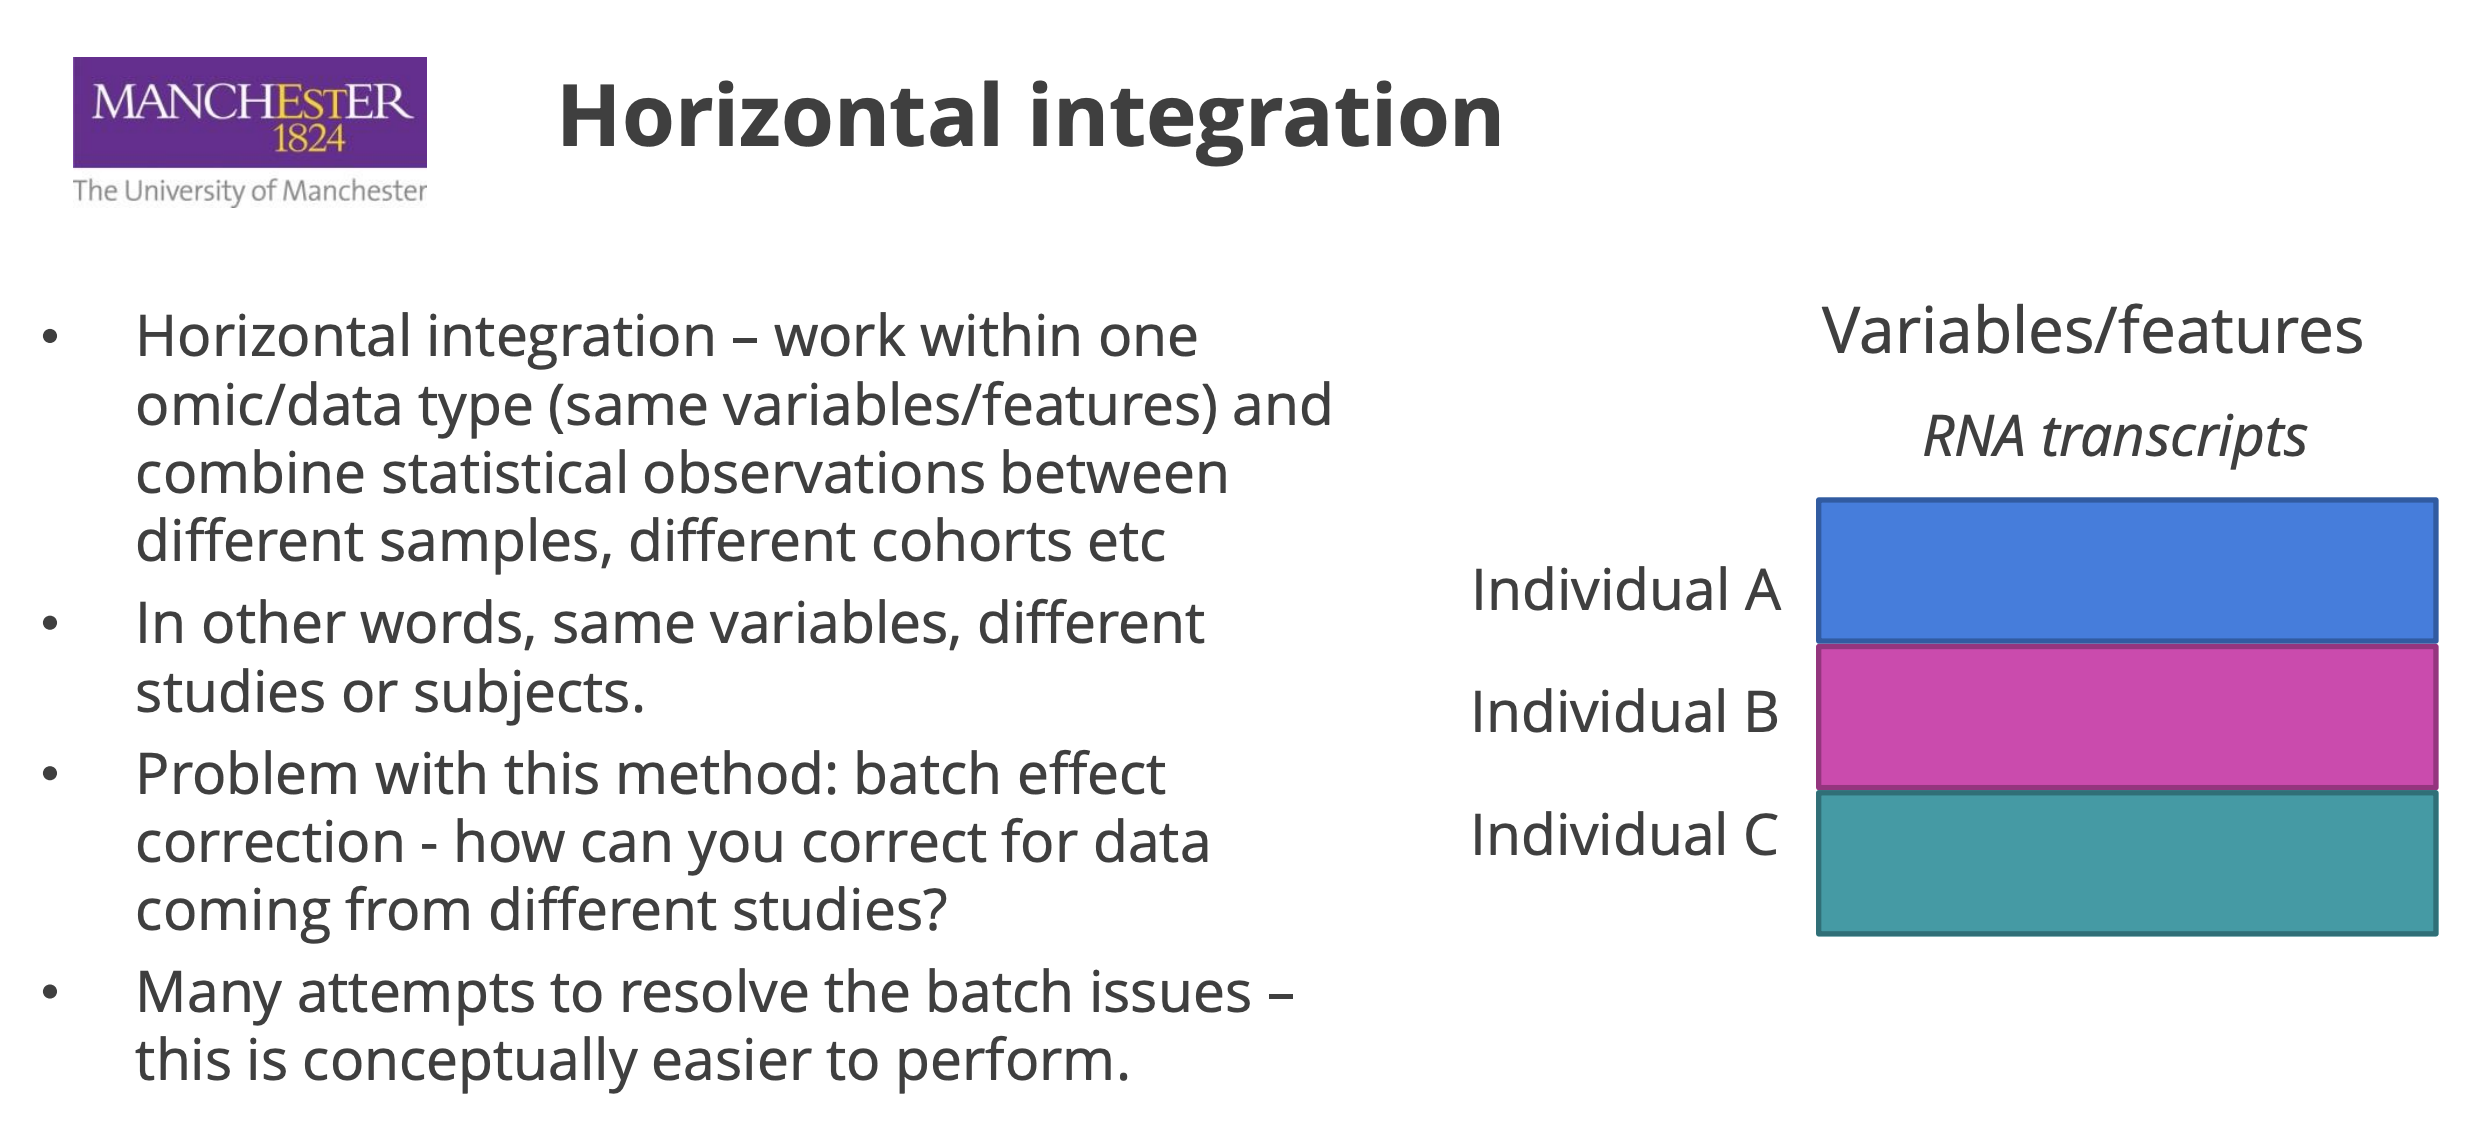 MANCHESTER
1824
The University of Manchester
Horizontal integration
• Horizontal integration – work within one
omic/data type (same variables/features) and
combine statistical observations between
different samples, different cohorts etc
• In other words, same variables, different
studies or subjects.
• Problem with this method: batch effect
correction - how can you correct for data
coming from different studies?
• Many attempts to resolve the batch issues –
this is conceptually easier to perform.
Variables/features
RNA transcripts
Individual A
Individual B
Individual C